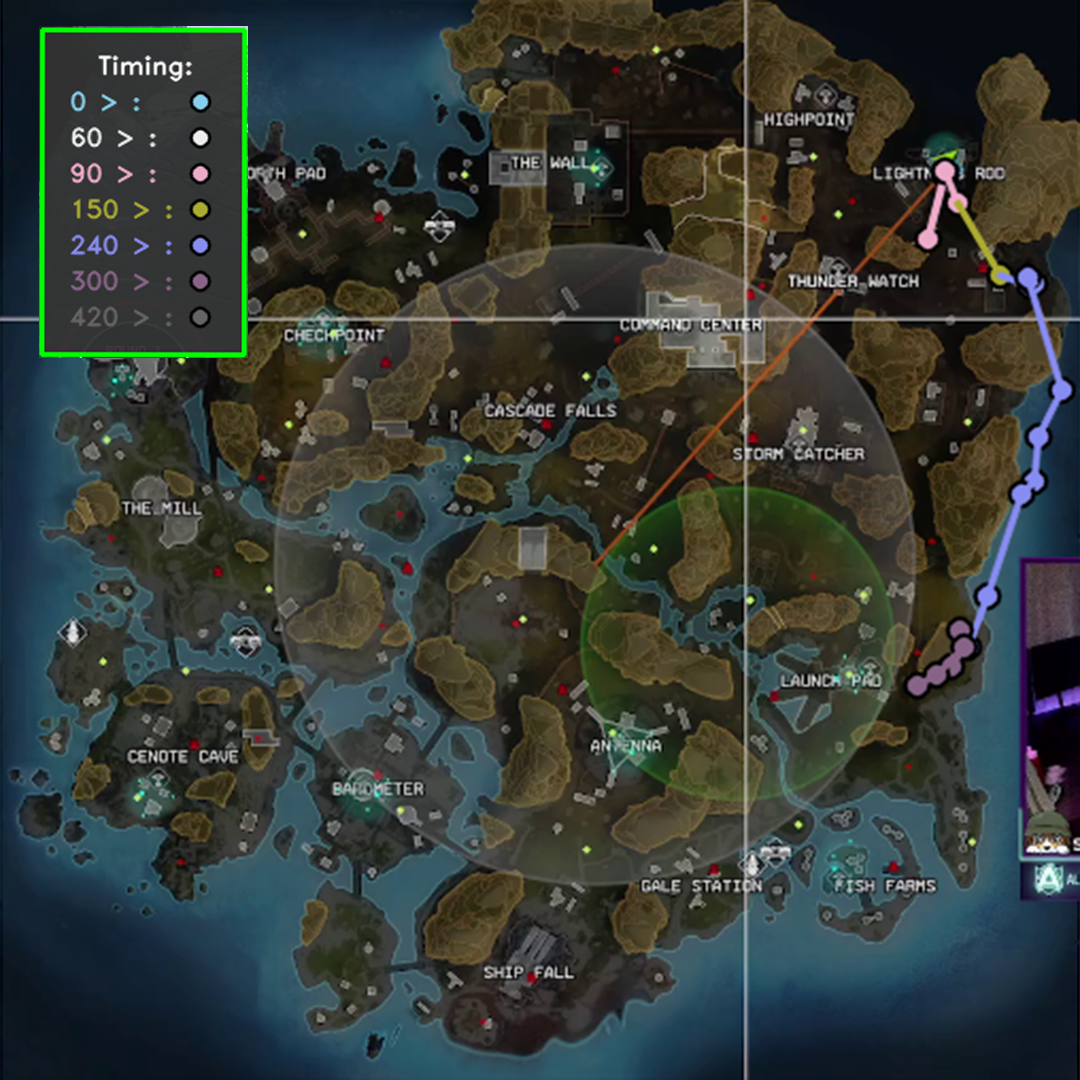 Timing:
0 > :
60 > :
90 > :
150 > :
240 > :
300 > :
420 > :
HIGHPOINT
THE WALL
PAD
LIGHTN ROD
THUNDER WATCH
COMMAND CENTER
CHECKPOINT
CASCADE FALLS
STORM CATCHER
THE MILL
LAUNCH PAD
ANTENNA
CENOTE CAVE
BAROMETER
GALE STATION
FISH FARMS
SHIP FALL